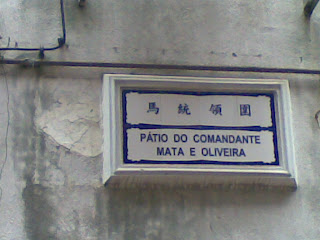 馬統領圍
PÁTIO DO COMANDANTE
MATA E OLIVEIRA